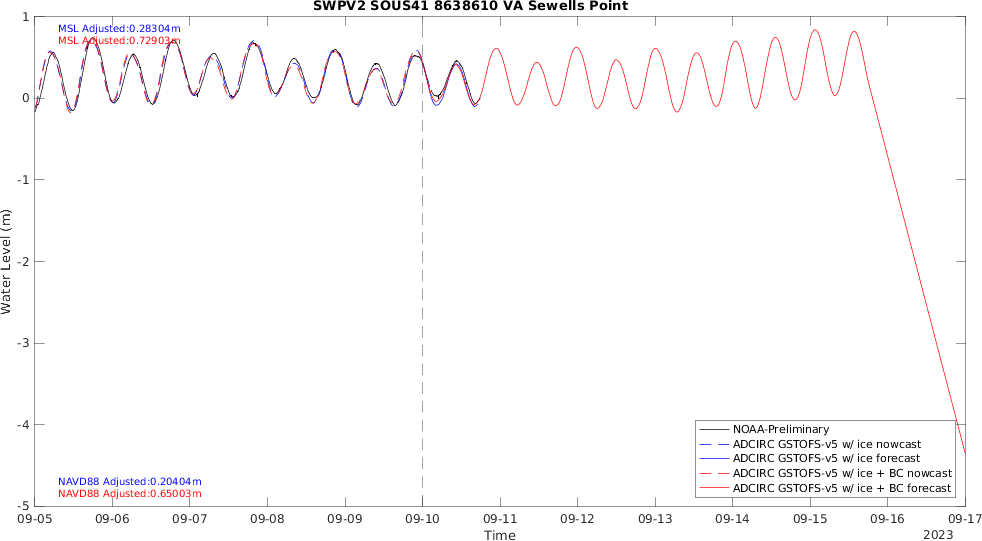 SWPV2 SOUS41 8638610 VA Sewells Point
MSL Adjusted:0.28304m
MSL Adjusted:0.72903m
1
0
-1
-2
-3
-4
-5
Water Level (m)
NAVD88 Adjusted:0.20404m
NAVD88 Adjusted:0.65003m
NOAA-Preliminary
ADCIRC GSTOFS-v5 w/ ice nowcast
ADCIRC GSTOFS-v5 w/ ice forecast
ADCIRC GSTOFS-v5 w/ ice + BC nowcast
ADCIRC GSTOFS-v5 w/ ice + BC forecast
09-05 09-06 09-07 09-08 09-09 09-10 09-11 09-12 09-13 09-14 09-15 09-16 09-17
Time
2023